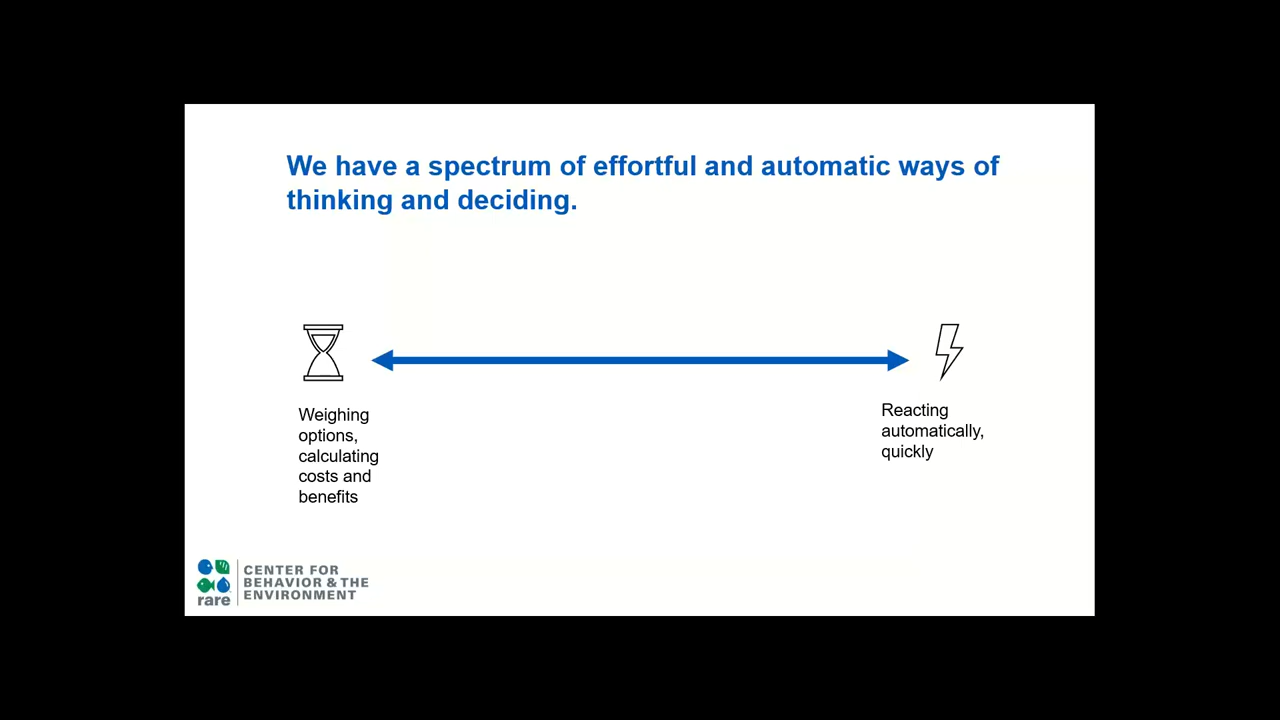 We have a spectrum of effortful and automatic ways of
thinking and deciding.
Weighing
options,
calculating
costs and
benefits
Reacting
automatically,
quickly
rare
CENTER FOR
BEHAVIOR & THE
ENVIRONMENT